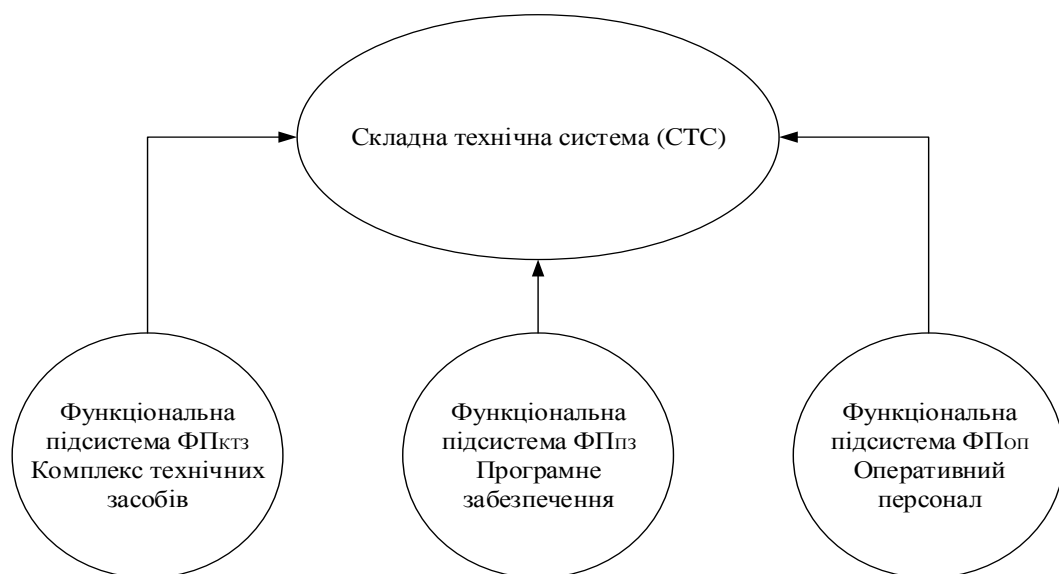 Складна технічна система (СТС)
Функціональна
підсистема ФПКТЗ
Комплекс технічних
засобів
Функціональна
підсистема ФППЗ
Програмне
забезпечення
Функціональна
підсистема ФПОП
Оперативний
персонал